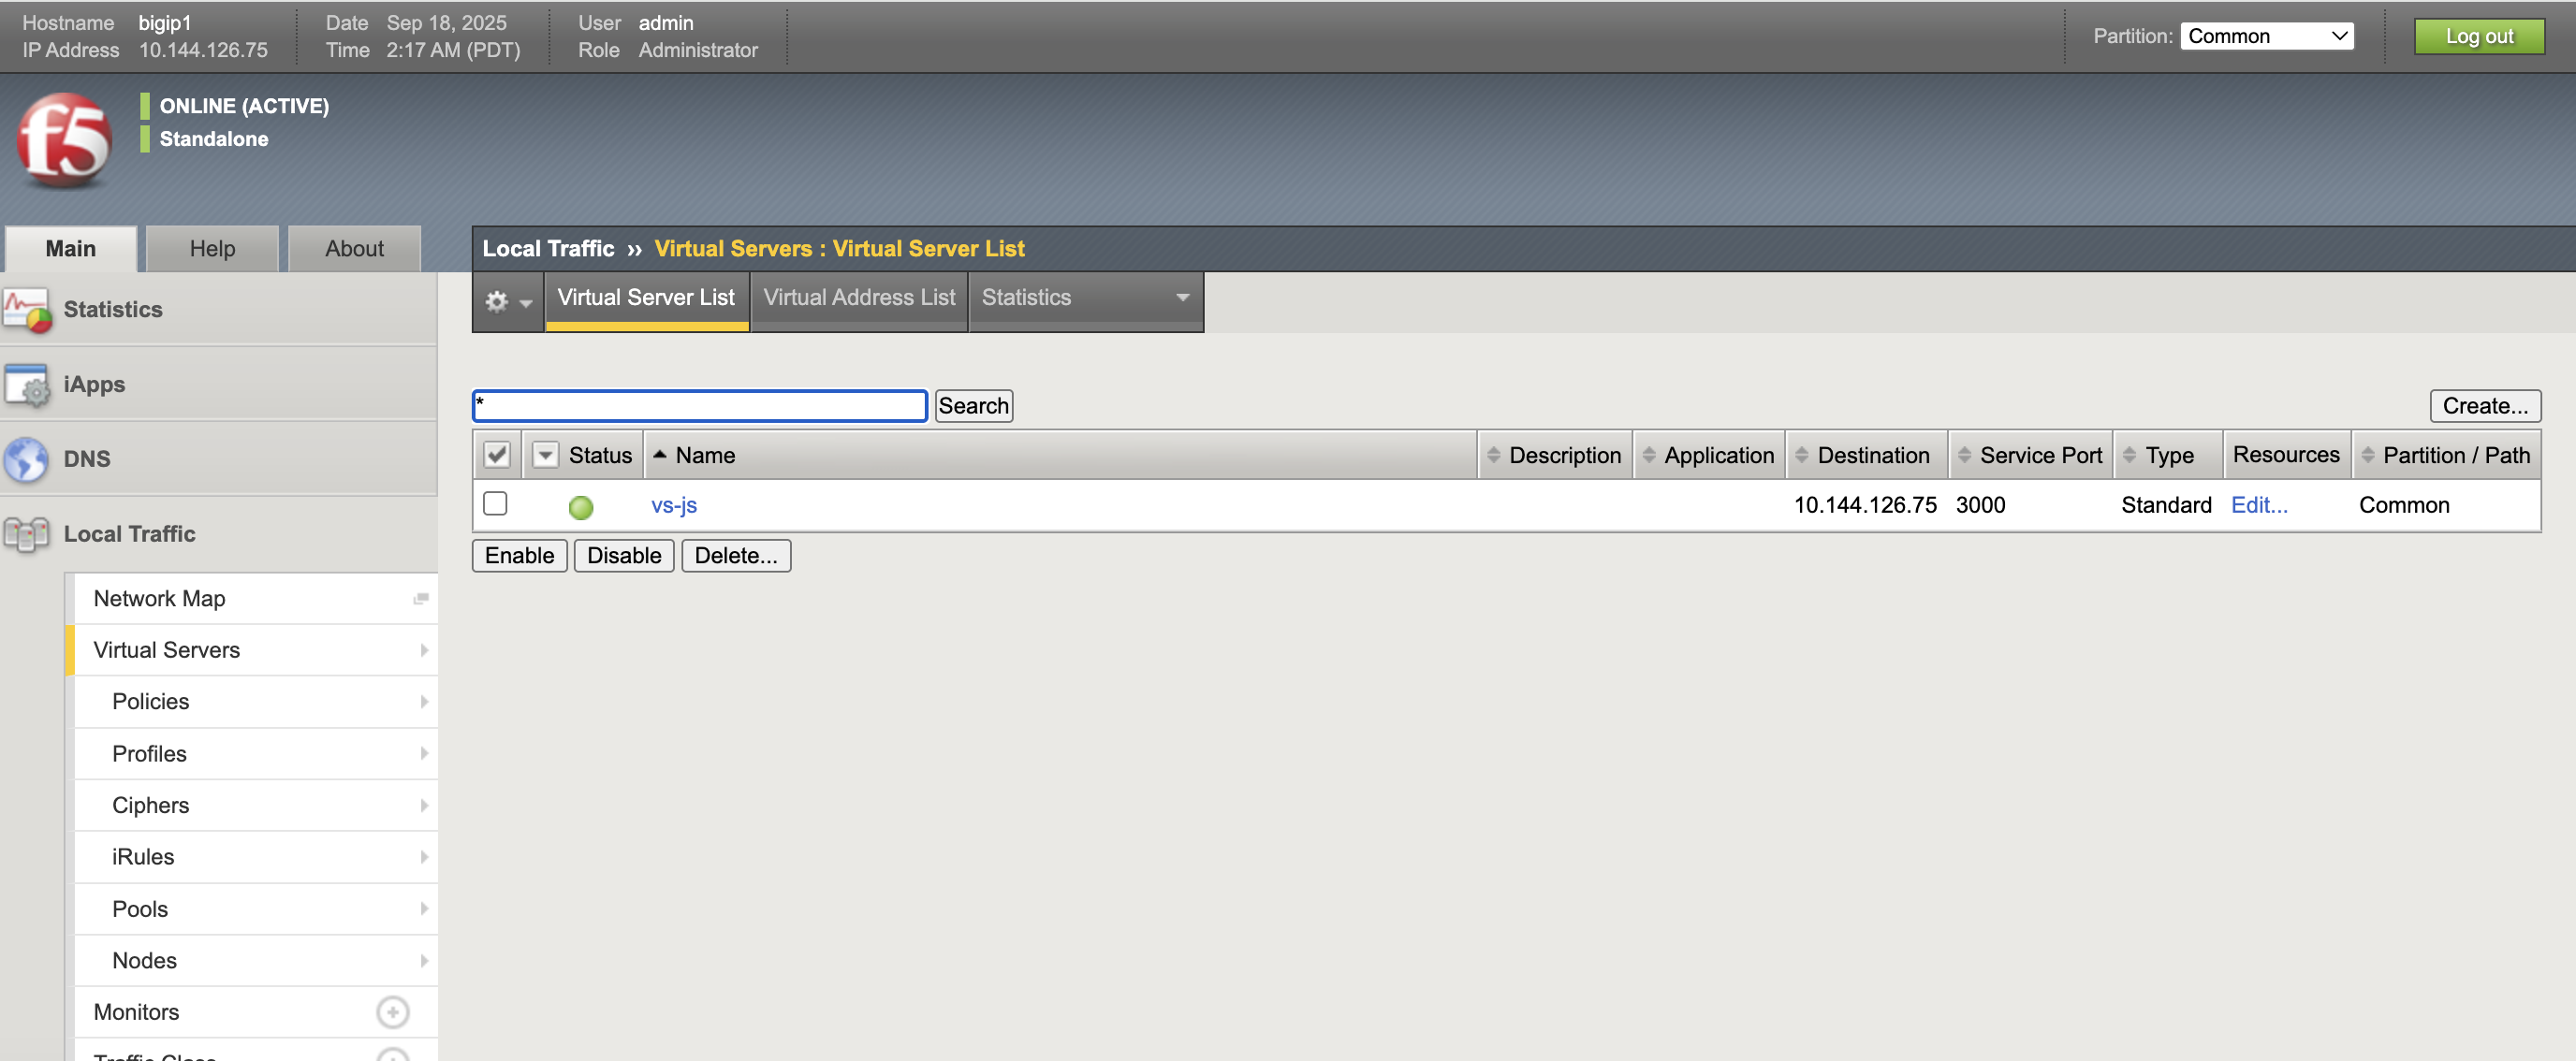 Hostname bigip1
IP Address 10.144.126.75
Date Sep 18, 2025
Time 2:17 AM (PDT)
User admin
Role Administrator
Partition: Common
Log out
f5
ONLINE (ACTIVE)
Standalone
Main
Help
About
Local Traffic ›› Virtual Servers : Virtual Server List
Virtual Server List
Virtual Address List
Statistics
Statistics
iApps
DNS
Local Traffic
Network Map
Virtual Servers
Policies
Profiles
Ciphers
iRules
Pools
Nodes
Monitors
Traffic Class
*
Search
Create...
Status Name Description Application Destination Service Port Type Resources Partition / Path
vs-js 10.144.126.75 3000 Standard Edit... Common
Enable Disable Delete...